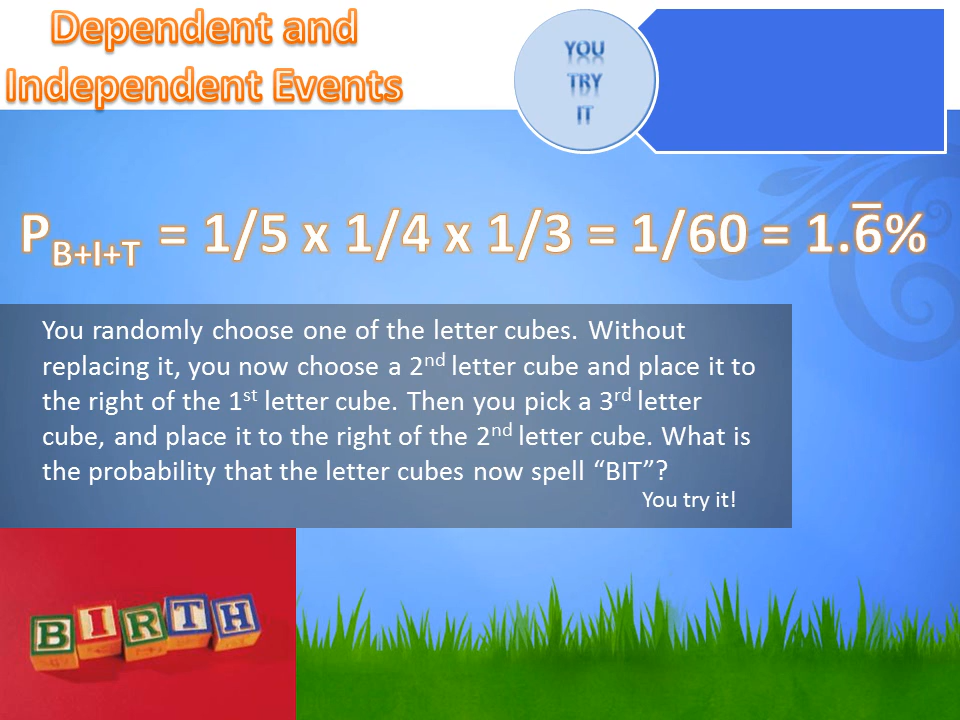 Dependent and
Independent Events
YOU
TRY
IT
P_{B+I+T} = 1/5 x 1/4 x 1/3 = 1/60 = 1.6̅%
You randomly choose one of the letter cubes. Without
replacing it, you now choose a 2nd letter cube and place it to
the right of the 1st letter cube. Then you pick a 3rd letter
cube, and place it to the right of the 2nd letter cube. What is
the probability that the letter cubes now spell “BIT”?
You try it!
BIRTH